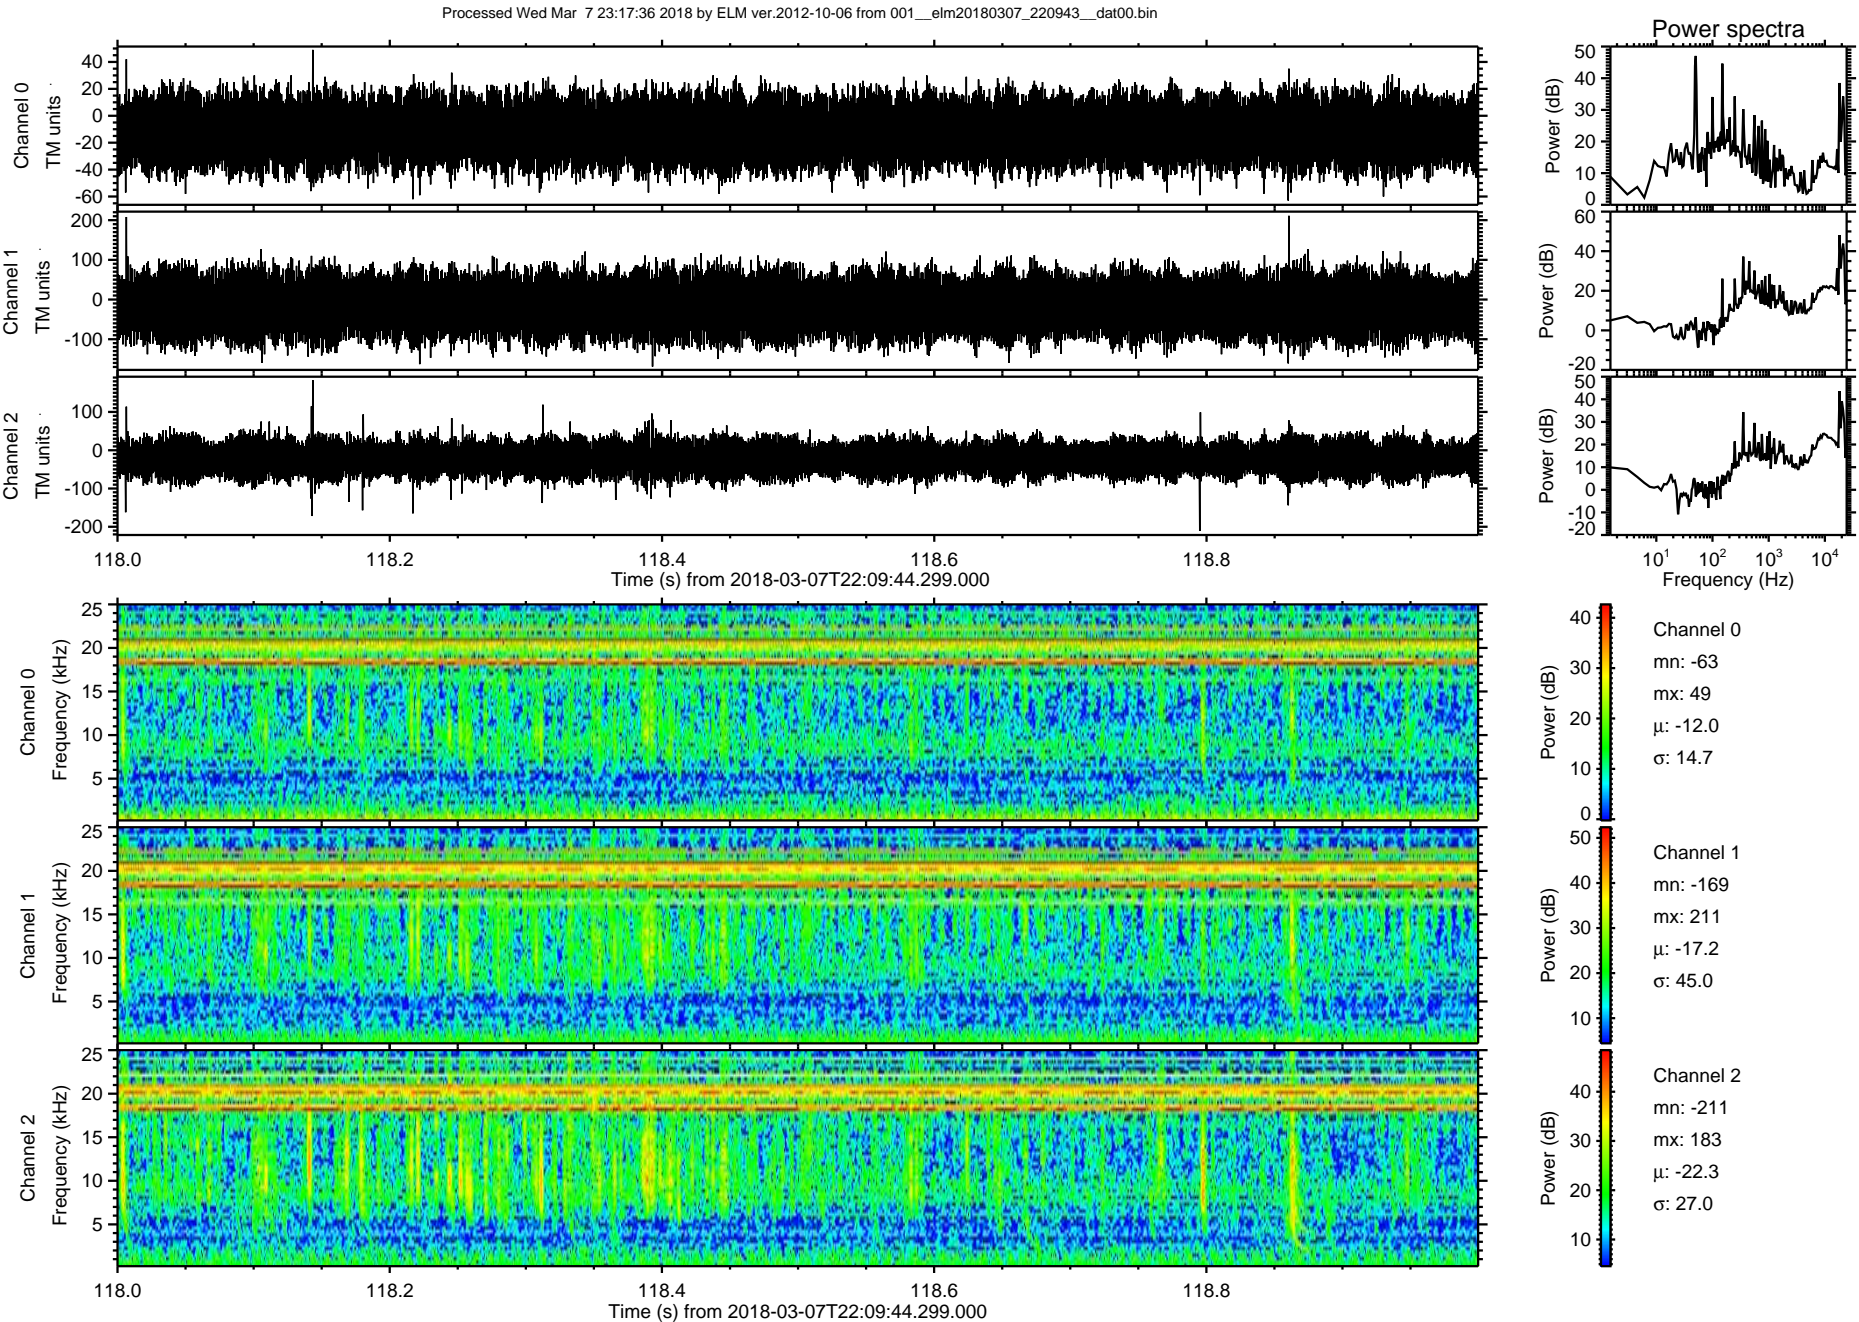 Processed Wed Mar 7 23:17:36 2018 by ELM ver.2012-10-06 from 001__elm20180307_220943__dat00.bin
Power spectra
Channel 0
TM units
40
20
0
-20
-40
-60
Power (dB)
50
40
30
20
10
0
Channel 1
TM units
200
100
0
-100
Power (dB)
60
40
20
0
-20
Channel 2
TM units
100
0
-100
-200
Power (dB)
50
40
30
20
10
0
-10
-20
118.0 118.2 118.4 118.6 118.8
Time (s) from 2018-03-07T22:09:44.299.000
10^1 10^2 10^3 10^4
Frequency (Hz)
Channel 0
Frequency (kHz)
25
20
15
10
5
Power (dB)
40
30
20
10
0
Channel 0
mn: -63
mx: 49
µ: -12.0
σ: 14.7
Channel 1
Frequency (kHz)
25
20
15
10
5
Power (dB)
50
40
30
20
10
Channel 1
mn: -169
mx: 211
µ: -17.2
σ: 45.0
Channel 2
Frequency (kHz)
25
20
15
10
5
Power (dB)
40
30
20
10
Channel 2
mn: -211
mx: 183
µ: -22.3
σ: 27.0
118.0 118.2 118.4 118.6 118.8
Time (s) from 2018-03-07T22:09:44.299.000